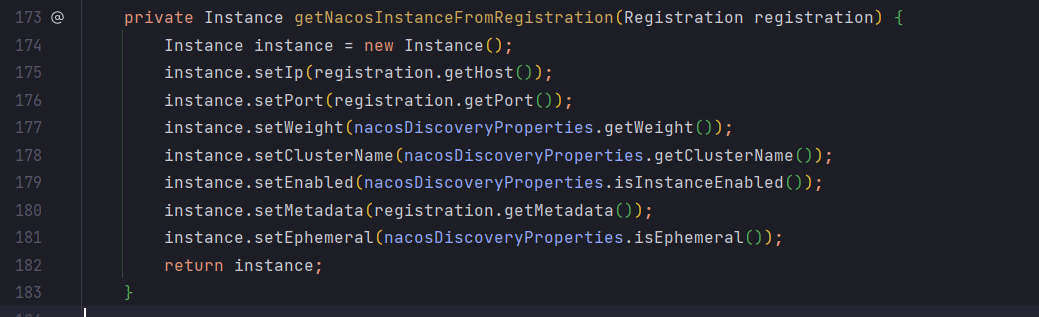 173 @ private Instance getNacosInstanceFromRegistration(Registration registration) {
174 Instance instance = new Instance();
175 instance.setIp(registration.getHost());
176 instance.setPort(registration.getPort());
177 instance.setWeight(nacosDiscoveryProperties.getWeight());
178 instance.setClusterName(nacosDiscoveryProperties.getClusterName());
179 instance.setEnabled(nacosDiscoveryProperties.isInstanceEnabled());
180 instance.setMetadata(registration.getMetadata());
181 instance.setEphemeral(nacosDiscoveryProperties.isEphemeral());
182 return instance;
183 }